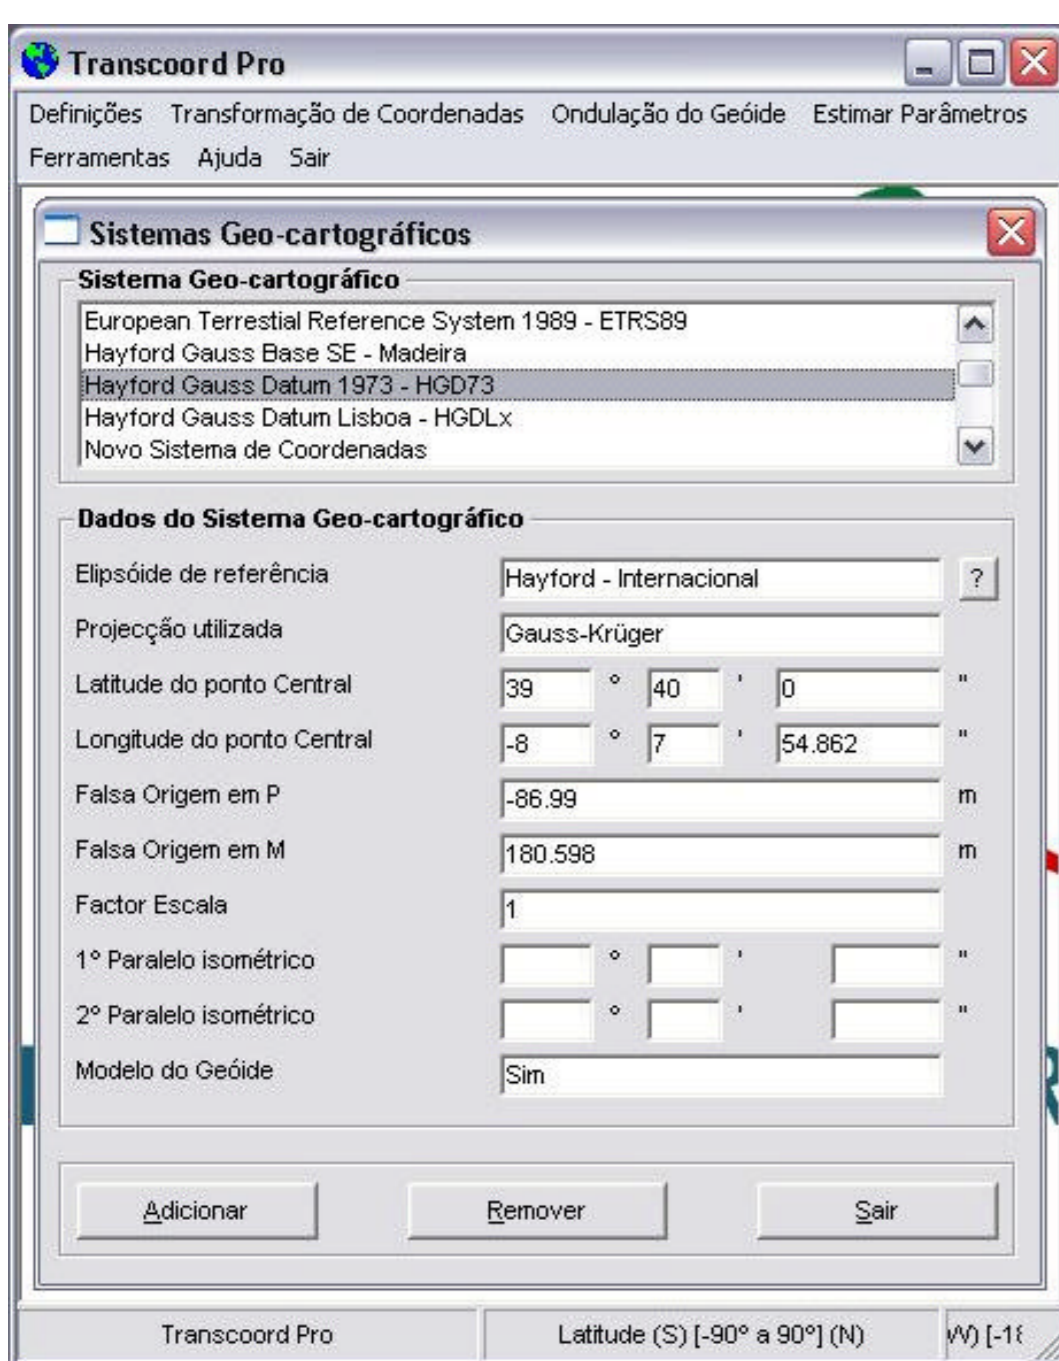 Transcoord Pro
Definições Transformação de Coordenadas Ondulação do Geóide Estimar Parâmetros
Ferramentas Ajuda Sair
Sistemas Geo-cartográficos
Sistema Geo-cartográfico
European Terrestial Reference System 1989 - ETRS89
Hayford Gauss Base SE - Madeira
Hayford Gauss Datum 1973 - HGD73
Hayford Gauss Datum Lisboa - HGDLx
Novo Sistema de Coordenadas
Dados do Sistema Geo-cartográfico
Elipsóide de referência Hayford - Internacional ?
Projecção utilizada Gauss-Krüger
Latitude do ponto Central 39 ° 40 ' 0 "
Longitude do ponto Central -8 ° 7 ' 54.862 "
Falsa Origem em P -86.99 m
Falsa Origem em M 180.598 m
Factor Escala 1
1º Paralelo isométrico ° ' "
2º Paralelo isométrico ° ' "
Modelo do Geóide Sim
Adicionar Remover Sair
Transcoord Pro Latitude (S) [-90° a 90°] (N)